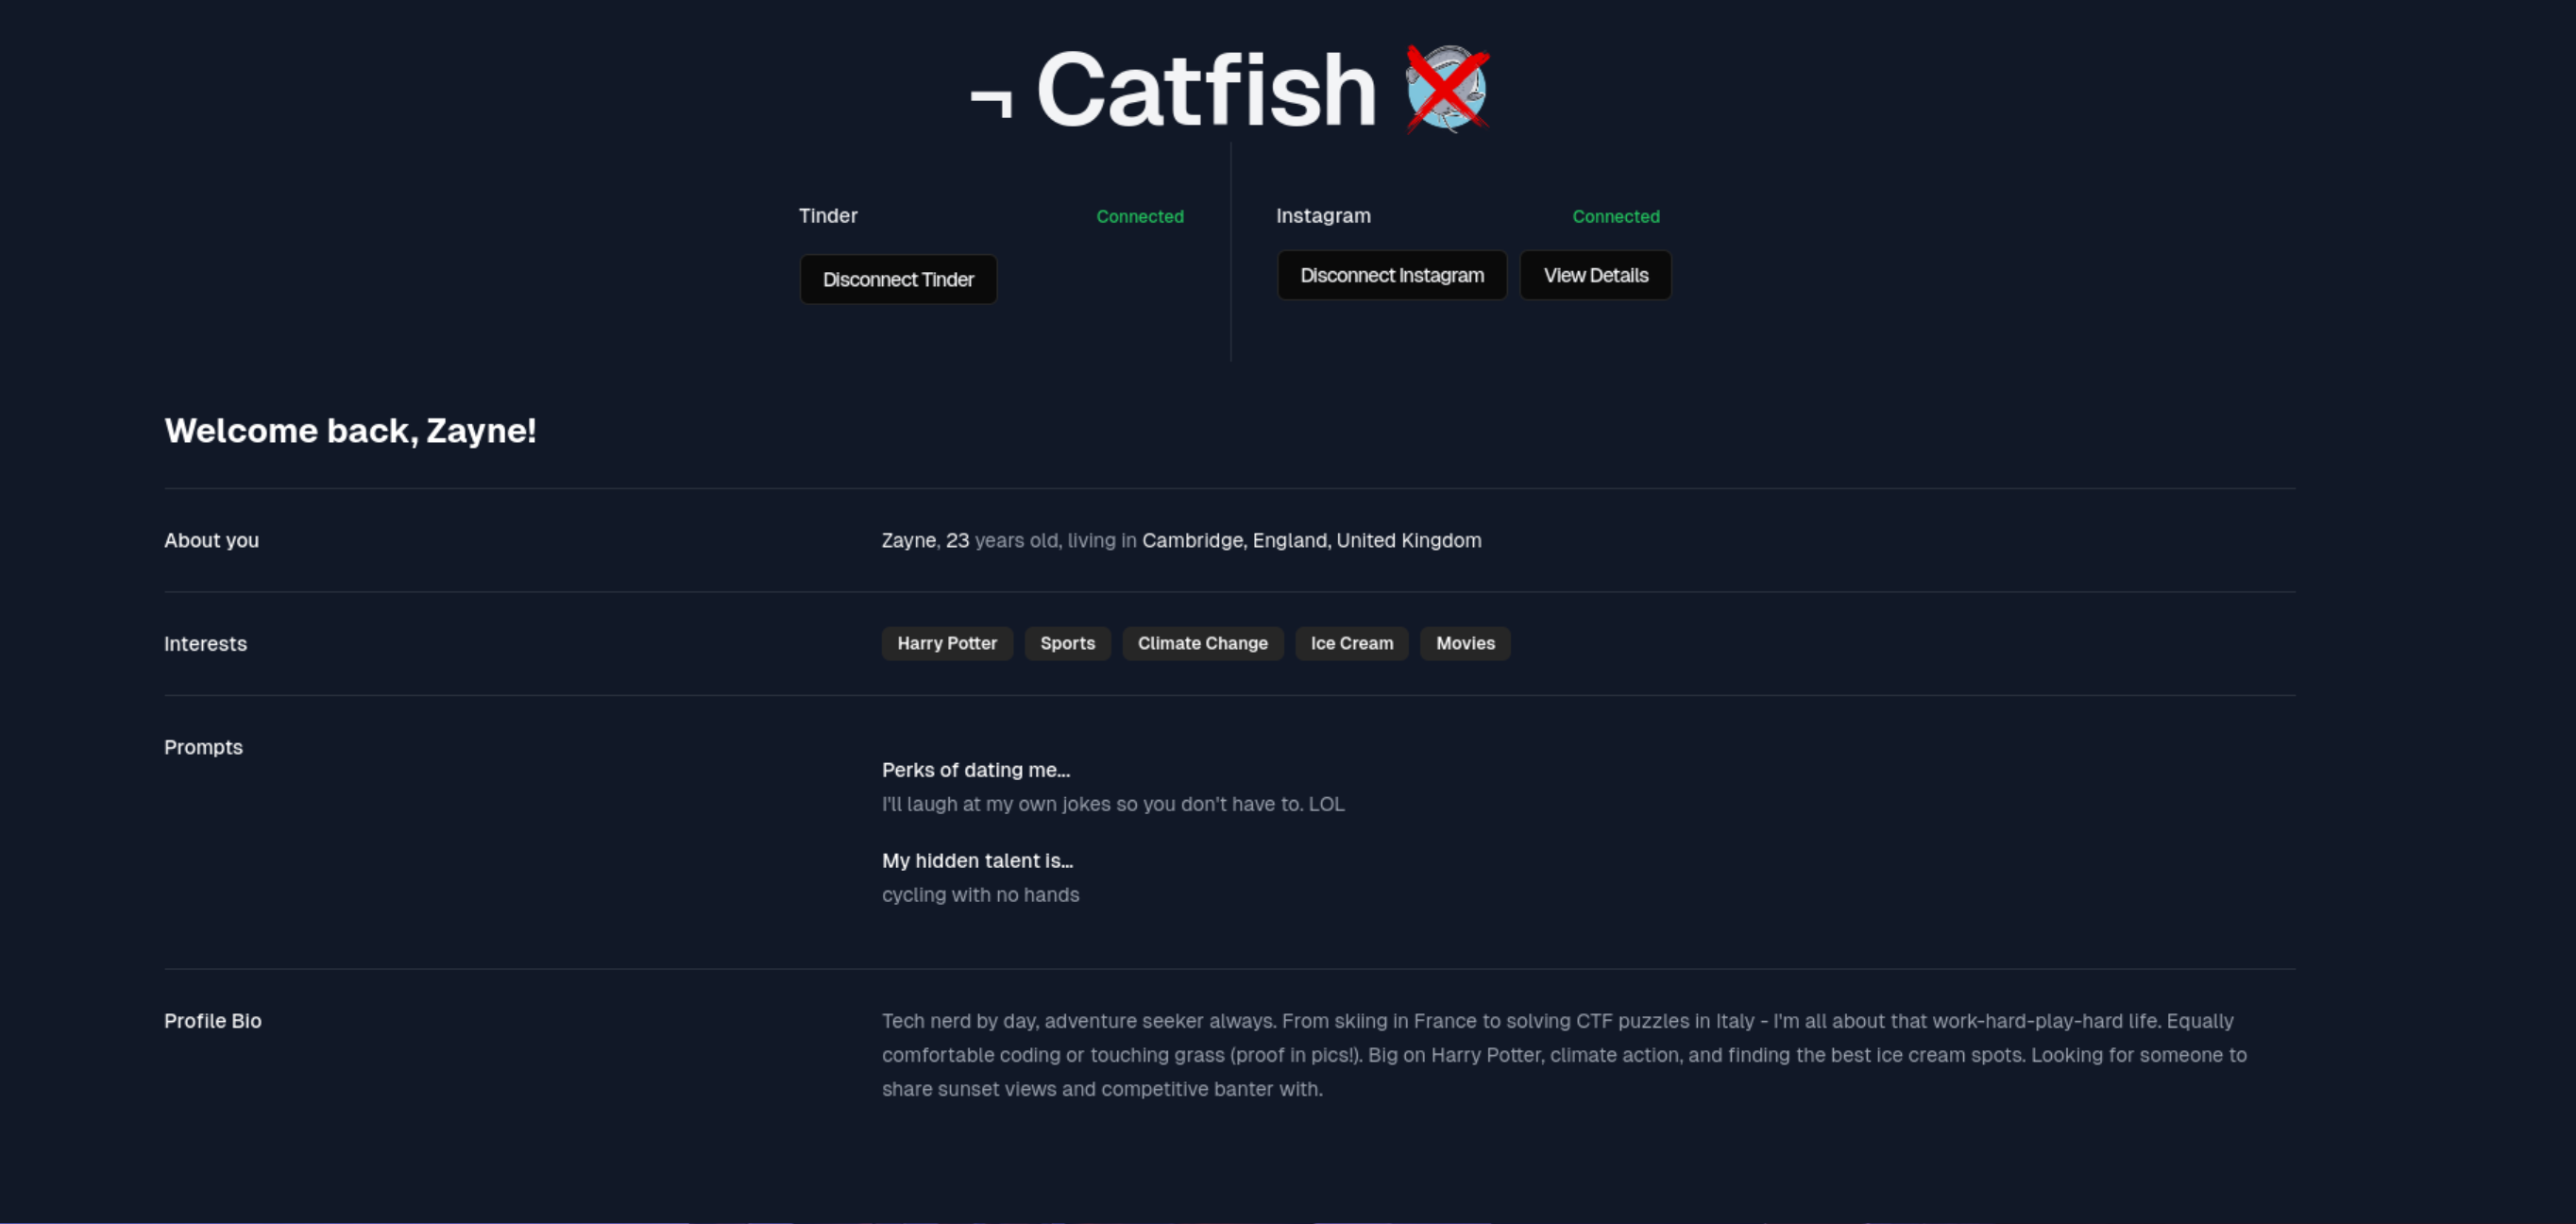 ¬ Catfish
Tinder Connected
Disconnect Tinder
Instagram Connected
Disconnect Instagram View Details
Welcome back, Zayne!
About you
Zayne, 23 years old, living in Cambridge, England, United Kingdom
Interests
Harry Potter Sports Climate Change Ice Cream Movies
Prompts
Perks of dating me...
I'll laugh at my own jokes so you don't have to. LOL
My hidden talent is...
cycling with no hands
Profile Bio
Tech nerd by day, adventure seeker always. From skiing in France to solving CTF puzzles in Italy - I'm all about that work-hard-play-hard life. Equally
comfortable coding or touching grass (proof in pics!). Big on Harry Potter, climate action, and finding the best ice cream spots. Looking for someone to
share sunset views and competitive banter with.